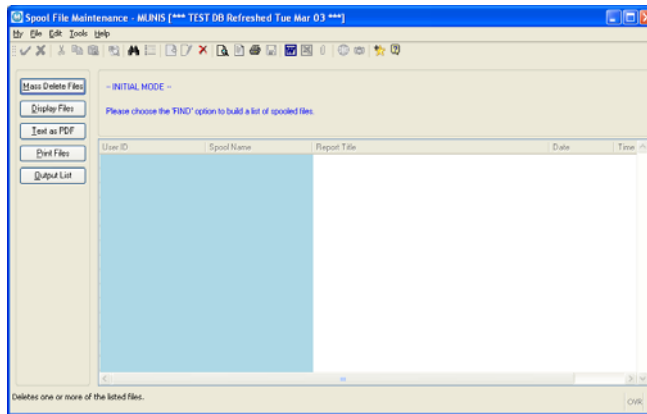 Spool File Maintenance - MUNIS [*** TEST DB Refreshed Tue Mar 03 ***]
My File Edit Tools Help
Mass Delete Files
Display Files
Text as PDF
Print Files
Output List
~ INITIAL MODE ~
Please choose the 'FIND' option to build a list of spooled files.
User ID Spool Name Report Title Date Time
Deletes one or more of the listed files.
OVR